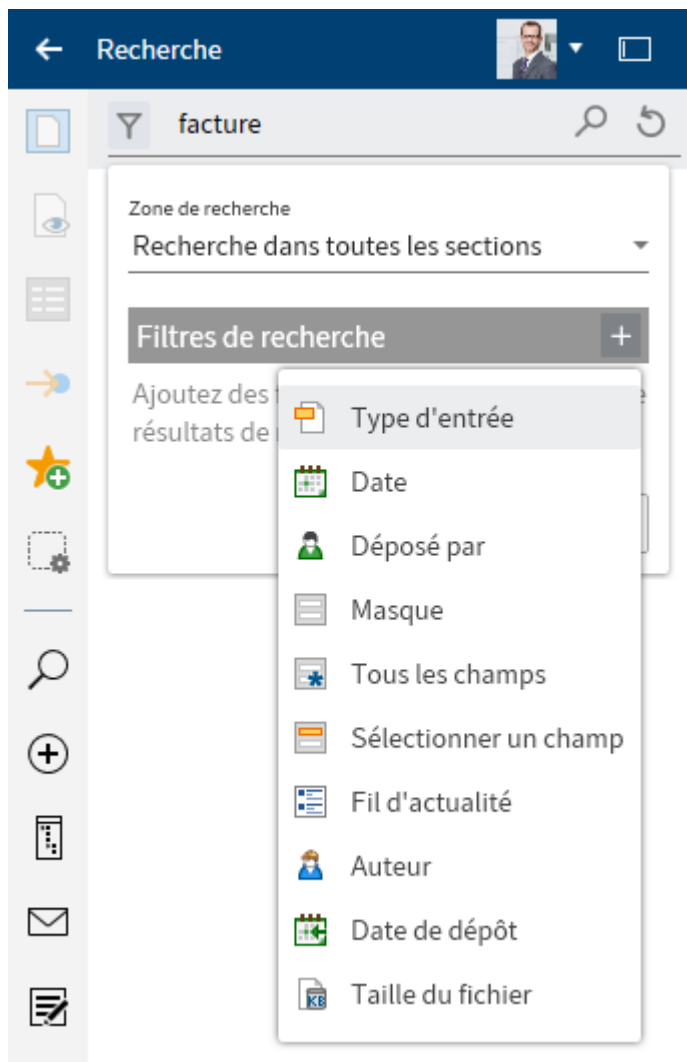 Recherche
facture
Zone de recherche
Recherche dans toutes les sections
Filtres de recherche
Ajoutez des
résultats de
Type d'entrée
Date
Déposé par
Masque
Tous les champs
Sélectionner un champ
Fil d'actualité
Auteur
Date de dépôt
KB
Taille du fichier